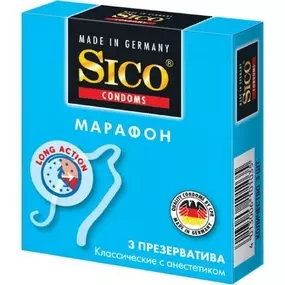 MADE IN GERMANY
SICO®
CONDOMS
МАРАФОН
LONG ACTION
3 ПРЕЗЕРВАТИВА
Классические с анестетиком